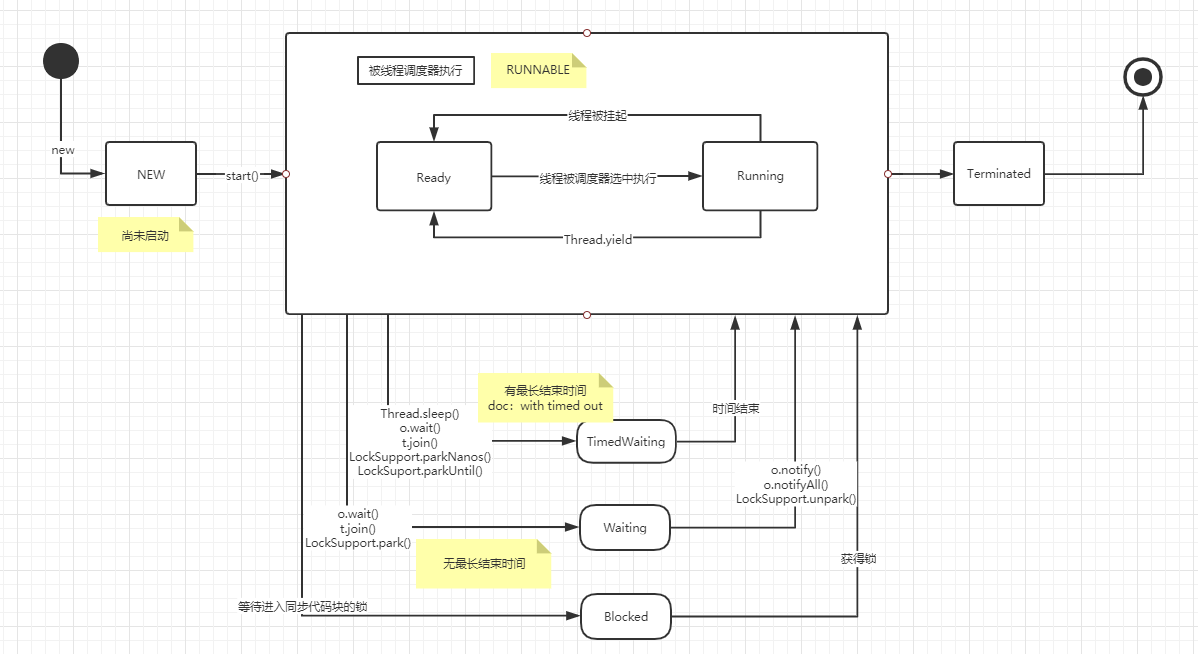 被线程调度器执行
RUNNABLE
线程被挂起
new
NEW
start()
Ready
线程被调度器选中执行
Running
Terminated
尚未启动
Thread.yield
有最长结束时间
doc：with timed out
Thread.sleep()
o.wait()
t.join()
LockSupport.parkNanos()
LockSuport.parkUntil()
TimedWaiting
时间结束
o.notify()
o.notifyAll()
LockSupport.unpark()
o.wait()
t.join()
LockSupport.park()
Waiting
无最长结束时间
获得锁
等待进入同步代码块的锁
Blocked